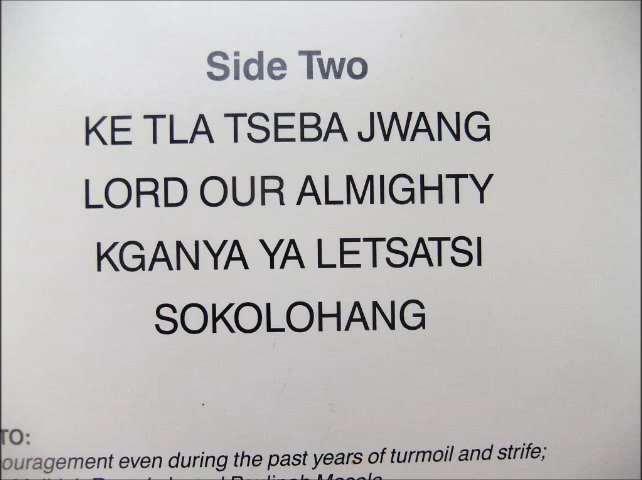 Side Two
KE TLA TSEBA JWANG
LORD OUR ALMIGHTY
KGANYA YA LETSATSI
SOKOLOHANG
TO:
ouragement even during the past years of turmoil and strife;